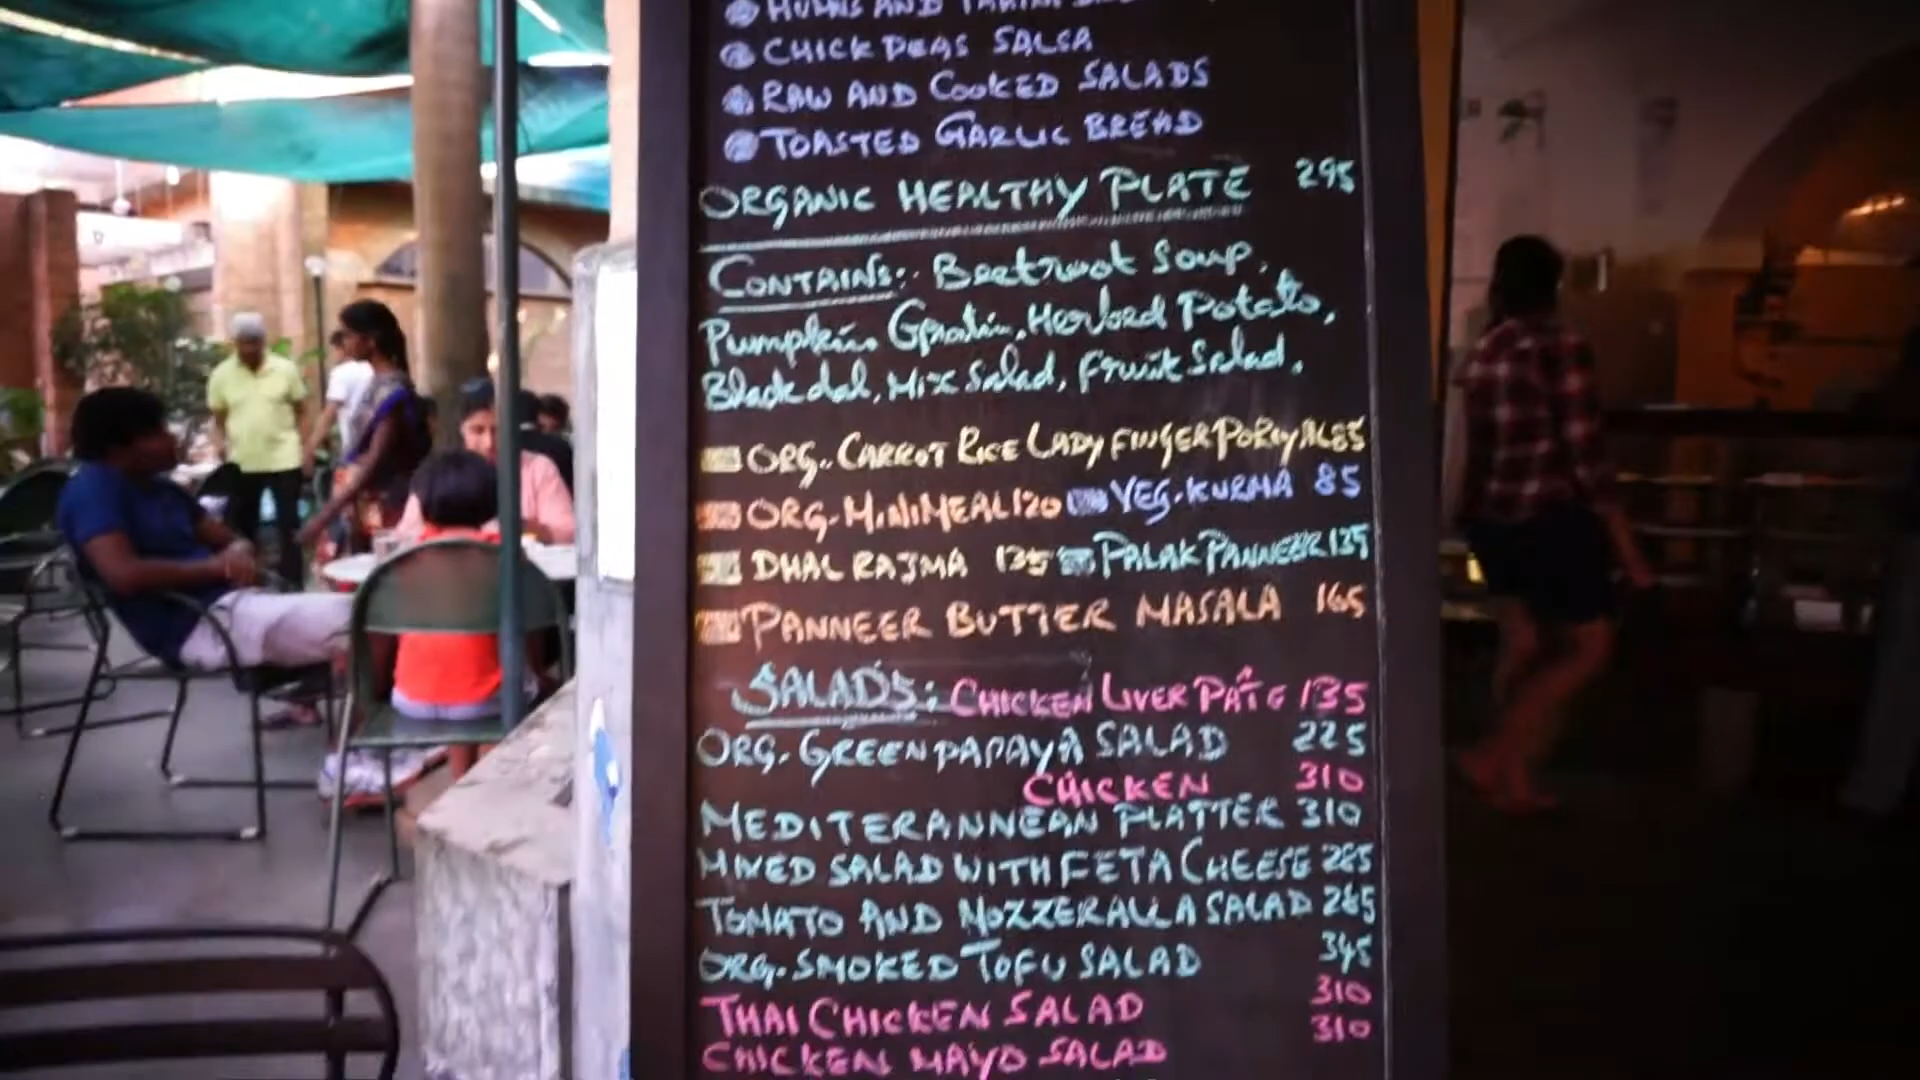 CHICK PEAS SALSA
RAW AND COOKED SALADS
TOASTED GARLIC BREAD
ORGANIC HEALTHY PLATE 295
CONTAINS: Beetroot Soup,
Pumpkin Gratin, Herbed Potato,
Black dal, Mix Salad, Fruit Salad.
ORG. CARROT RICE LADY FINGER PORIYAL 85
ORG. MINI MEAL 120 VEG. KURMA 85
DHAL RAJMA 135 PALAK PANNEER 135
PANNEER BUTTER MASALA 165
SALADS: CHICKEN LIVER PÂTE 135
ORG. GREEN PAPAYA SALAD 225
CHICKEN 310
MEDITERANNEAN PLATTER 310
MIXED SALAD WITH FETA CHEESE
TOMATO AND MOZZERALLA SALAD
ORG. SMOKED TOFU SALAD 345
THAI CHICKEN SALAD 310
CHICKEN MAYO SALAD 310